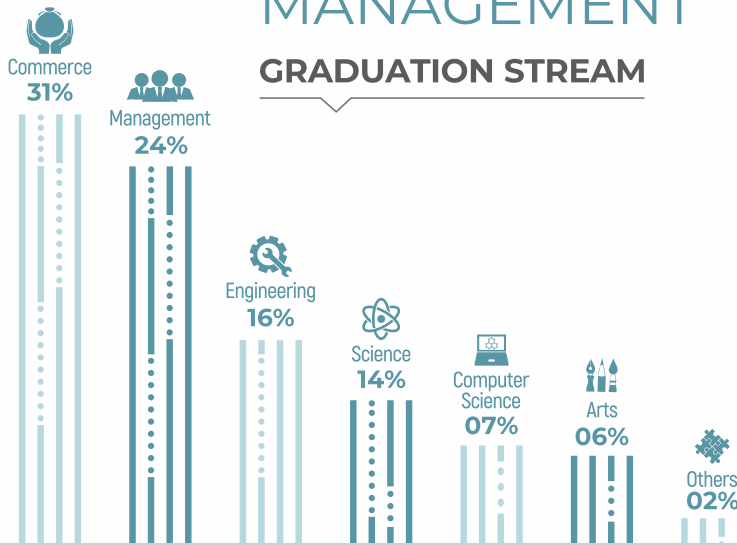 MANAGEMENT
GRADUATION STREAM
Commerce
31%
Management
24%
Engineering
16%
Science
14%
Computer
Science
07%
Arts
06%
Others
02%